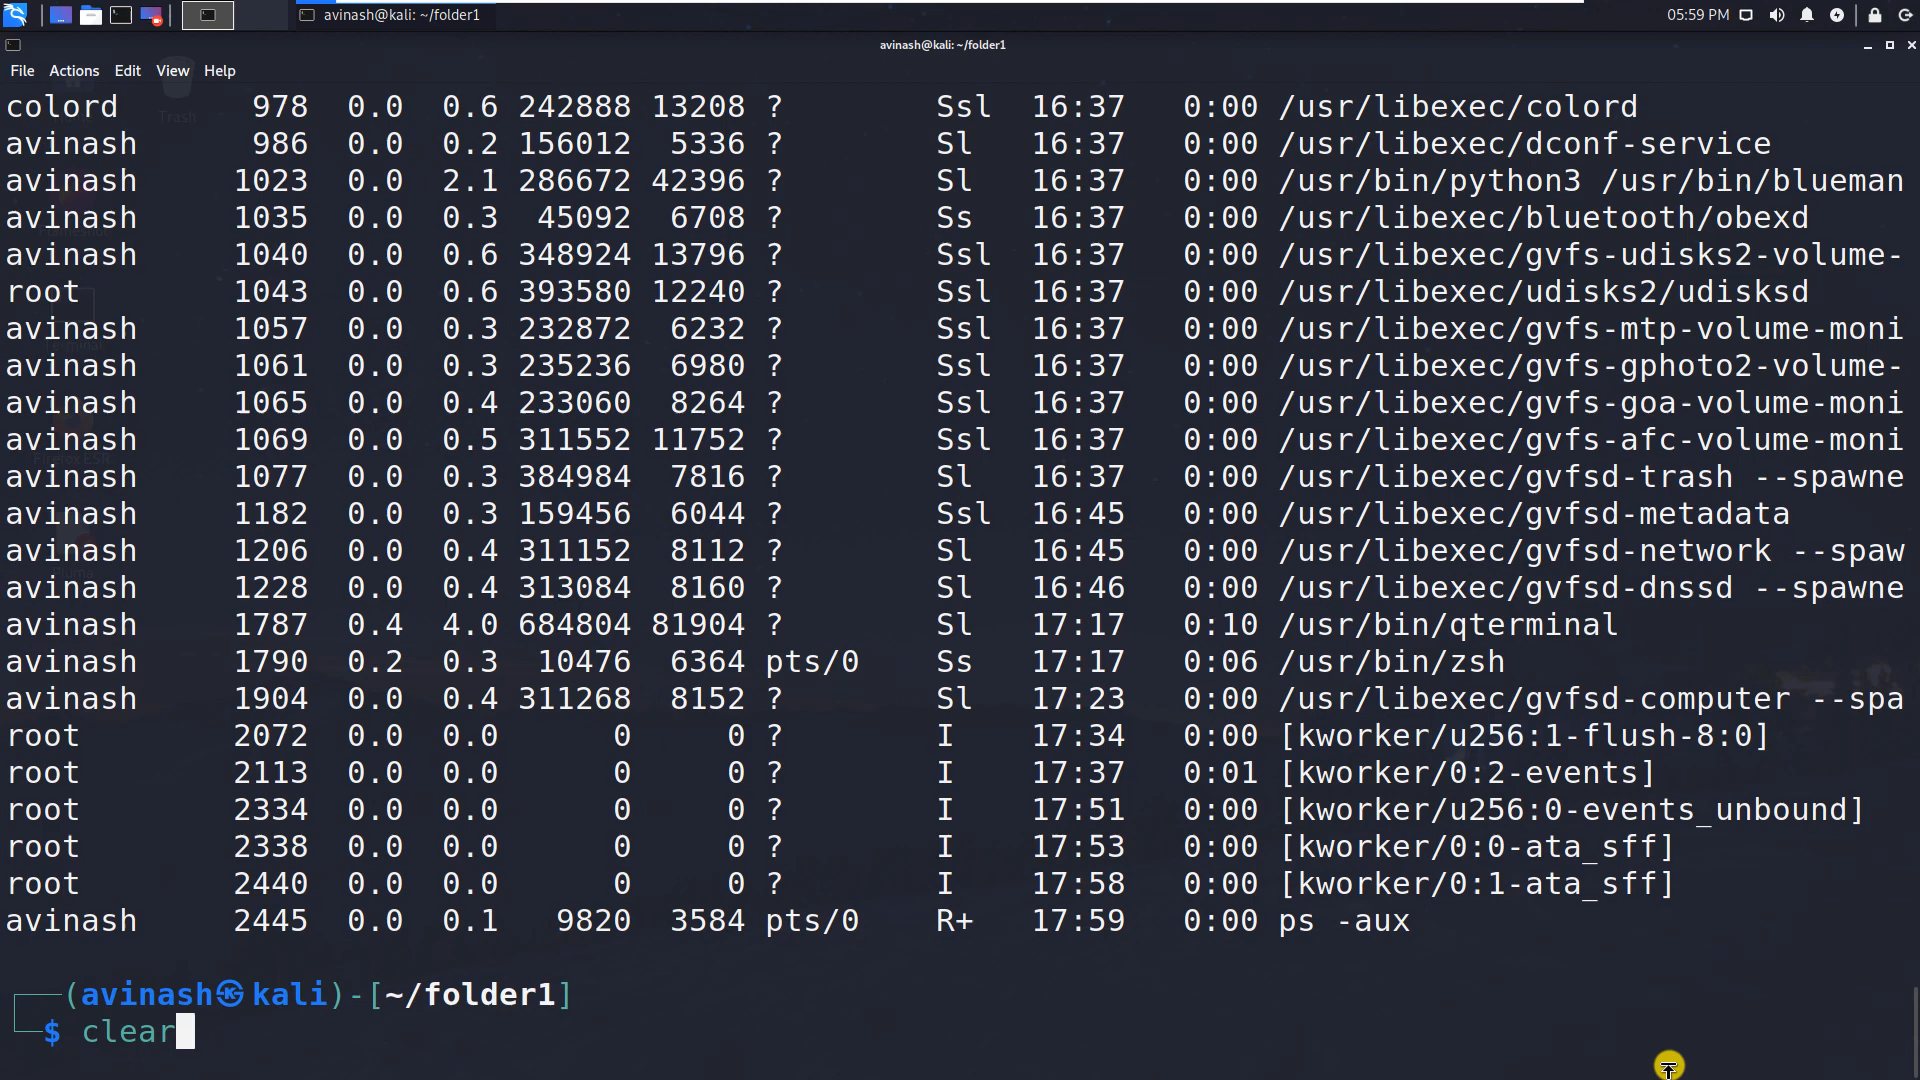 avinash@kali: ~/folder1
05:59 PM
avinash@kali: ~/folder1
File Actions Edit View Help
colord 978 0.0 0.6 242888 13208 ? Ssl 16:37 0:00 /usr/libexec/colord
avinash 986 0.0 0.2 156012 5336 ? Sl 16:37 0:00 /usr/libexec/dconf-service
avinash 1023 0.0 2.1 286672 42396 ? Sl 16:37 0:00 /usr/bin/python3 /usr/bin/blueman
avinash 1035 0.0 0.3 45092 6708 ? Ss 16:37 0:00 /usr/libexec/bluetooth/obexd
avinash 1040 0.0 0.6 348924 13796 ? Ssl 16:37 0:00 /usr/libexec/gvfs-udisks2-volume-
root 1043 0.0 0.6 393580 12240 ? Ssl 16:37 0:00 /usr/libexec/udisks2/udisksd
avinash 1057 0.0 0.3 232872 6232 ? Ssl 16:37 0:00 /usr/libexec/gvfs-mtp-volume-moni
avinash 1061 0.0 0.3 235236 6980 ? Ssl 16:37 0:00 /usr/libexec/gvfs-gphoto2-volume-
avinash 1065 0.0 0.4 233060 8264 ? Ssl 16:37 0:00 /usr/libexec/gvfs-goa-volume-moni
avinash 1069 0.0 0.5 311552 11752 ? Ssl 16:37 0:00 /usr/libexec/gvfs-afc-volume-moni
avinash 1077 0.0 0.3 384984 7816 ? Sl 16:37 0:00 /usr/libexec/gvfsd-trash --spawne
avinash 1182 0.0 0.3 159456 6044 ? Ssl 16:45 0:00 /usr/libexec/gvfsd-metadata
avinash 1206 0.0 0.4 311152 8112 ? Sl 16:45 0:00 /usr/libexec/gvfsd-network --spaw
avinash 1228 0.0 0.4 313084 8160 ? Sl 16:46 0:00 /usr/libexec/gvfsd-dnssd --spawne
avinash 1787 0.4 4.0 684804 81904 ? Sl 17:17 0:10 /usr/bin/qterminal
avinash 1790 0.2 0.3 10476 6364 pts/0 Ss 17:17 0:06 /usr/bin/zsh
avinash 1904 0.0 0.4 311268 8152 ? Sl 17:23 0:00 /usr/libexec/gvfsd-computer --spa
root 2072 0.0 0.0 0 0 ? I 17:34 0:00 [kworker/u256:1-flush-8:0]
root 2113 0.0 0.0 0 0 ? I 17:37 0:01 [kworker/0:2-events]
root 2334 0.0 0.0 0 0 ? I 17:51 0:00 [kworker/u256:0-events_unbound]
root 2338 0.0 0.0 0 0 ? I 17:53 0:00 [kworker/0:0-ata_sff]
root 2440 0.0 0.0 0 0 ? I 17:58 0:00 [kworker/0:1-ata_sff]
avinash 2445 0.0 0.1 9820 3584 pts/0 R+ 17:59 0:00 ps -aux
(avinash㉿kali)-[~/folder1]
$ clear